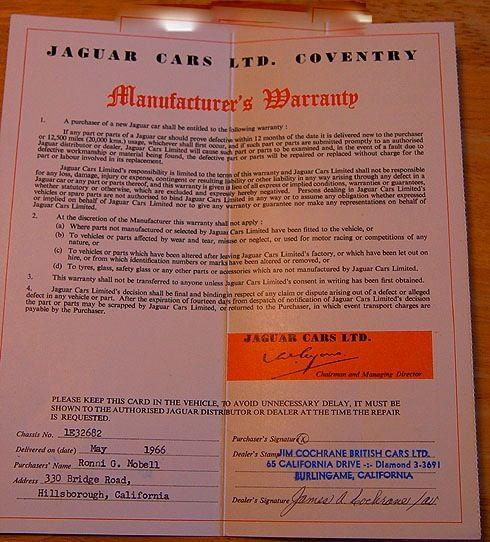 JAGUAR CARS LTD. COVENTRY
Manufacturer's Warranty
1. A purchaser of a new Jaguar car shall be entitled to the following warranty :
If any part or parts of a Jaguar car should prove defective within 12 months of the date it is delivered new to the purchaser
or 12,500 miles (20,000 kms.) usage, whichever shall first occur, and if such part or parts are submitted promptly to an authorised
Jaguar distributor or dealer, Jaguar Cars Limited will cause such part or parts to be examined and, in the event of a fault due to
defective workmanship or material being found, the defective part or parts will be repaired or replaced without charge for the
part or labour involved in its replacement.
Jaguar Cars Limited's responsibility is limited to the terms of this warranty and Jaguar Cars Limited shall not be responsible
for any loss, damage, injury or expense, contingent or resulting liability or other liability in any way arising through any defect in a
Jaguar car or any part or parts thereof, and this warranty is given in lieu of all express or implied conditions, warranties or guarantees,
whether statutory or otherwise, which are excluded and expressly hereby negatived. Persons dealing in Jaguar Cars Limited's
vehicles or spare parts are not authorised to bind Jaguar Cars Limited in any way or to assume any obligation whether expressed
or implied on behalf of Jaguar Cars Limited nor to give any warranty or guarantee nor make any representations on behalf of
Jaguar Cars Limited.
2. At the discretion of the Manufacturer this warranty shall not apply :
(a) Where parts not manufactured or selected by Jaguar Cars Limited have been fitted to the vehicle, or
(b) To vehicles or parts affected by wear and tear, misuse or neglect, or used for motor racing or competitions of any
nature, or
(c) To vehicles or parts which have been altered after leaving Jaguar Cars Limited's factory, or which have been let out on
hire, or from which identification numbers or marks have been altered or removed, or
(d) To tyres, glass, safety glass or any other parts or accessories which are not manufactured by Jaguar Cars Limited.
3. This warranty shall not be transferred to anyone unless Jaguar Cars Limited's consent in writing has been first obtained.
4. Jaguar Cars Limited's decision shall be final and binding in respect of any claim or dispute arising out of a defect or alleged
defect in any vehicle or part. After the expiration of fourteen days from despatch of notification of Jaguar Cars Limited's decision
the part or parts may be scrapped by Jaguar Cars Limited, or returned to the Purchaser, in which event transport charges are
payable by the Purchaser.
JAGUAR CARS LTD.
Chairman and Managing Director
PLEASE KEEP THIS CARD IN THE VEHICLE, TO AVOID UNNECESSARY DELAY, IT MUST BE
SHOWN TO THE AUTHORISED JAGUAR DISTRIBUTOR OR DEALER AT THE TIME THE REPAIR
IS REQUESTED.
Chassis No. 1E32682
Delivered on (date) May 1966
Purchasers' Name Ronni G. Mobell
Address 330 Bridge Road,
Hillsborough, California
Purchaser's Signature
Dealer's Stamp JIM COCHRANE BRITISH CARS LTD.
65 CALIFORNIA DRIVE -:- Diamond 3-3691
BURLINGAME, CALIFORNIA
Dealer's Signature James A Cochrane